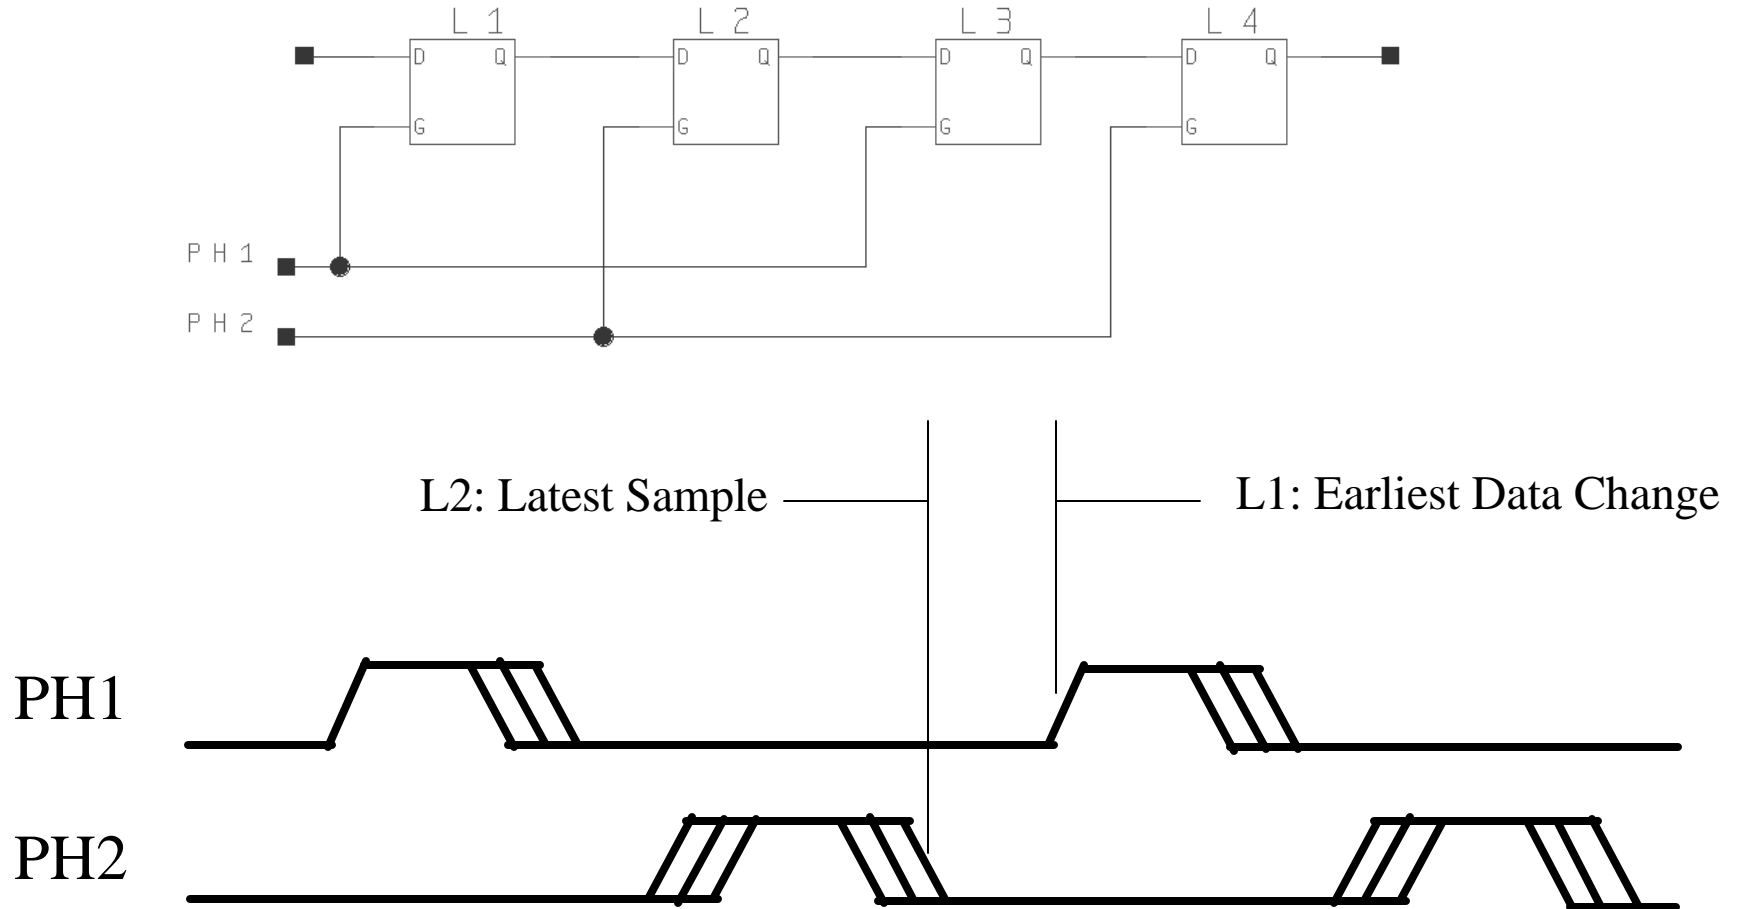 L 1 L 2 L 3 L 4
D Q D Q D Q D Q
G G G G
P H 1
P H 2
L2: Latest Sample L1: Earliest Data Change
PH1
PH2